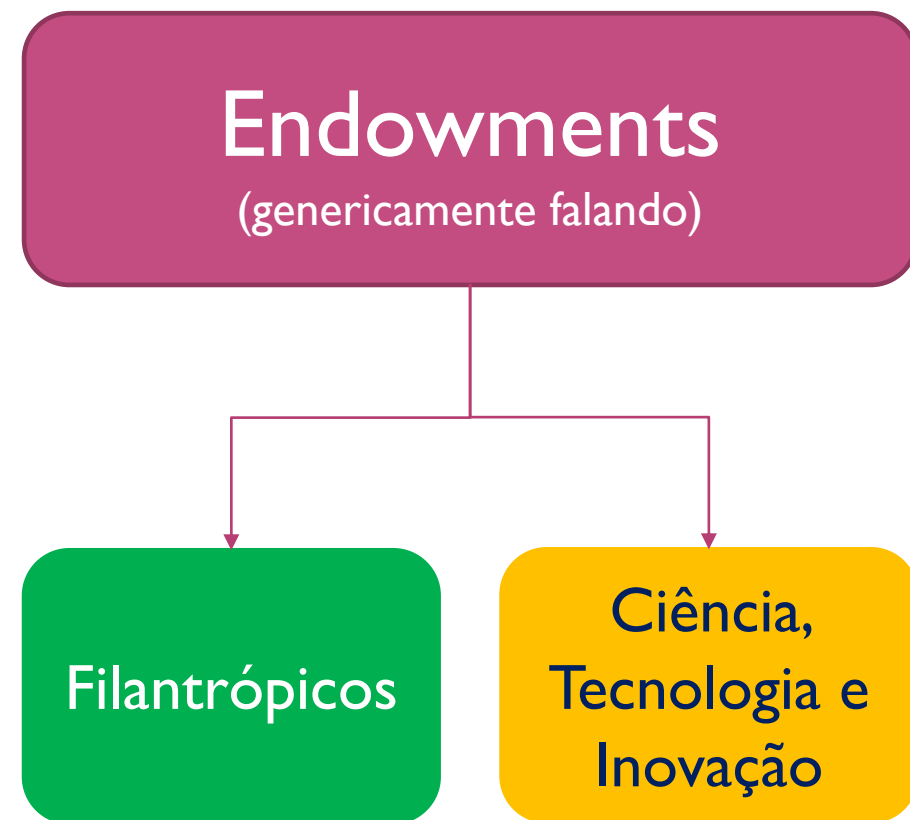 Endowments
(genericamente falando)
Filantrópicos
Ciência,
Tecnologia e
Inovação